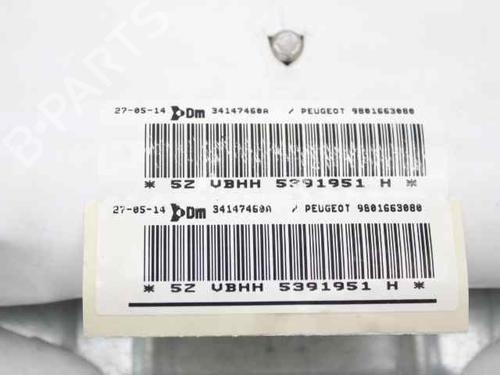 B-PARTS
27-05-14 Dm 34147460A / PEUGEOT 9801663080
* 5Z VBHH 5391951 H *
27-05-14 Dm 34147460A / PEUGEOT 9801663080
* 5Z VBHH 5391951 H *